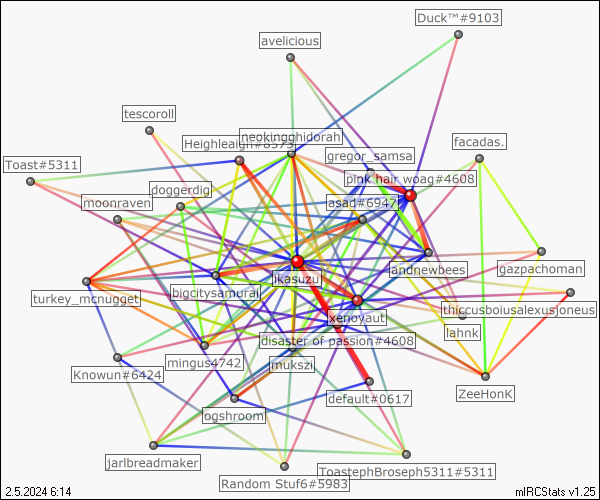 Duck™#9103
avelicious
tescoroll
neokingghidorah
Heighleaigh#8573
facadas.
gregor_samsa
Toast#5311
pink hair woag#4608
doggerdig
moonraven
asad#6947
andnewbees
gazpachoman
jikasuzu
bigcitysamurai
turkey_mcnugget
thiccusboiusalexusjoneus
xenoyaut
lahnk
disaster of passion#4608
mingus4742
mukszi
Knowun#6424
ZeeHonK
default#0617
ogshroom
jarlbreadmaker
ToastephBroseph5311#5311
Random Stuf6#5983
2.5.2024 6:14
mIRCStats v1.25